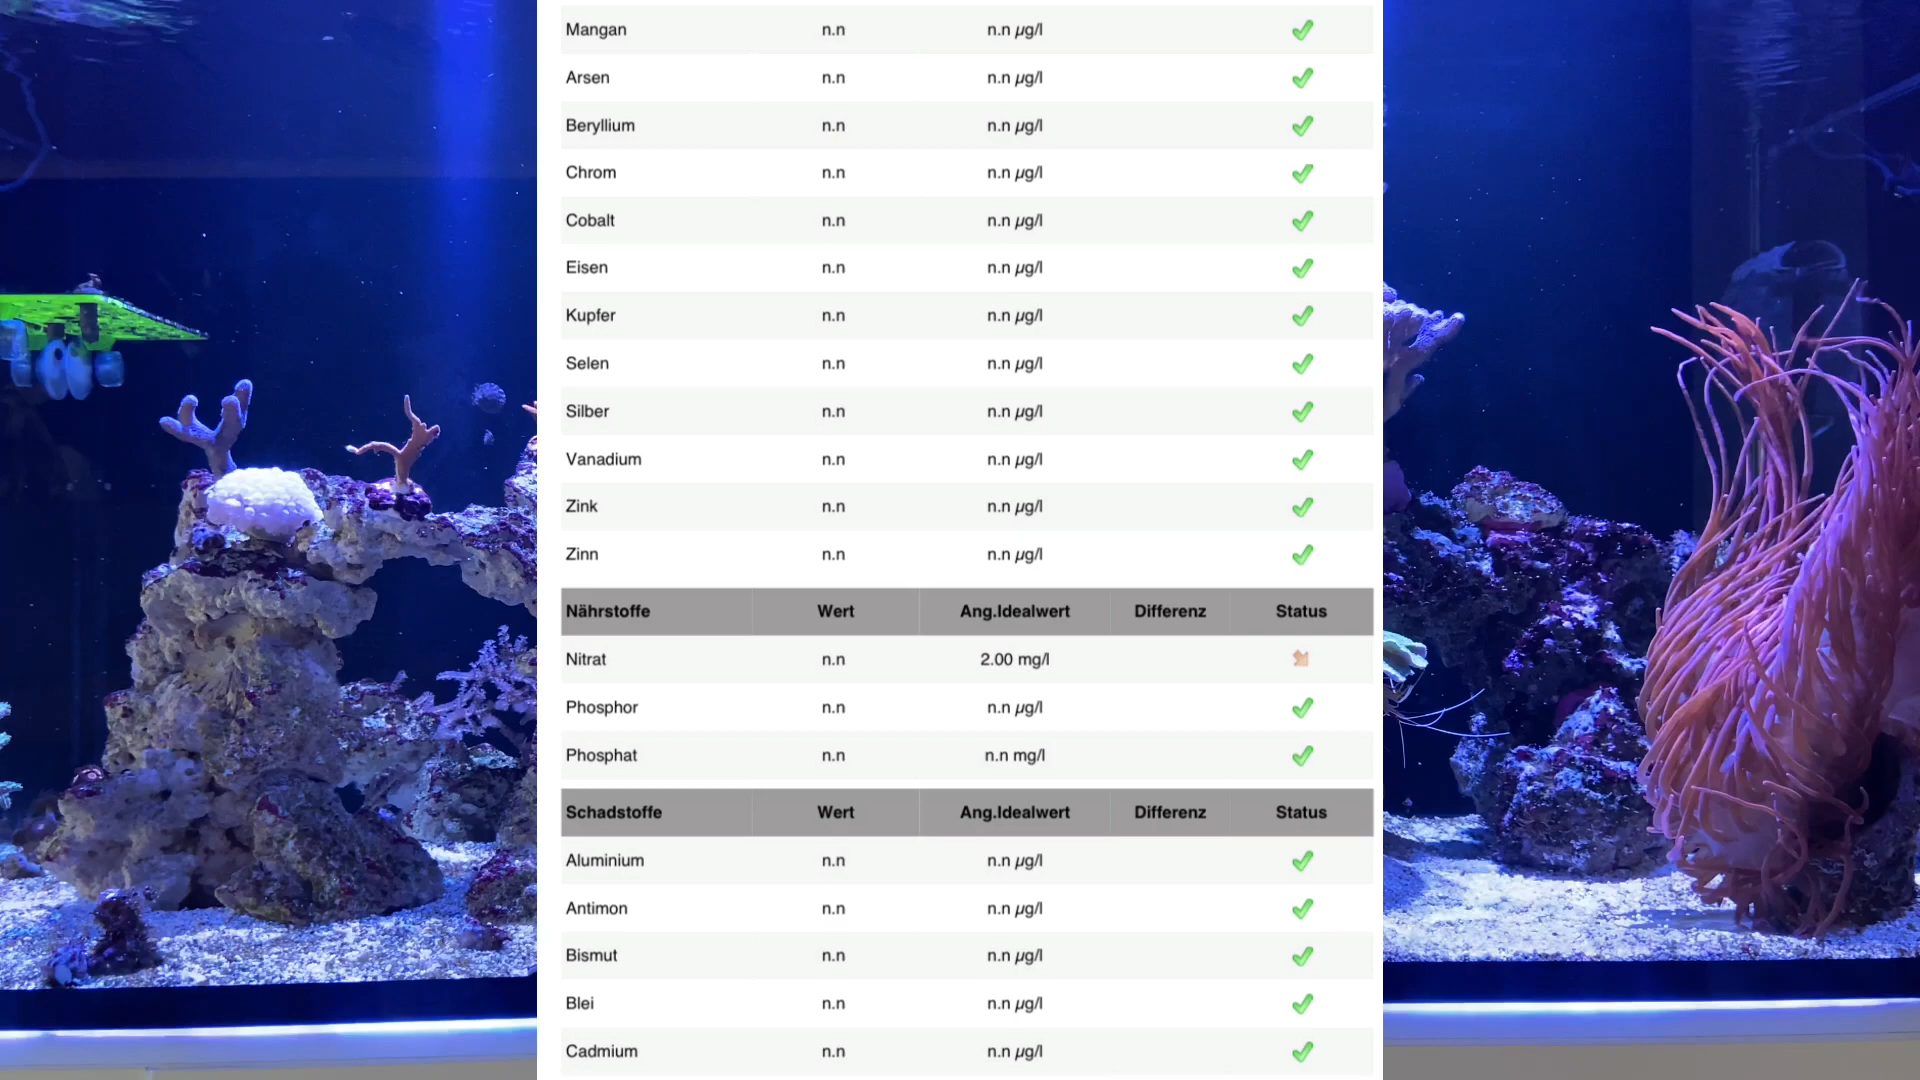 Mangan n.n n.n µg/l
Arsen n.n n.n µg/l
Beryllium n.n n.n µg/l
Chrom n.n n.n µg/l
Cobalt n.n n.n µg/l
Eisen n.n n.n µg/l
Kupfer n.n n.n µg/l
Selen n.n n.n µg/l
Silber n.n n.n µg/l
Vanadium n.n n.n µg/l
Zink n.n n.n µg/l
Zinn n.n n.n µg/l
Nährstoffe Wert Ang.Idealwert Differenz Status
Nitrat n.n 2.00 mg/l
Phosphor n.n n.n µg/l
Phosphat n.n n.n mg/l
Schadstoffe Wert Ang.Idealwert Differenz Status
Aluminium n.n n.n µg/l
Antimon n.n n.n µg/l
Bismut n.n n.n µg/l
Blei n.n n.n µg/l
Cadmium n.n n.n µg/l